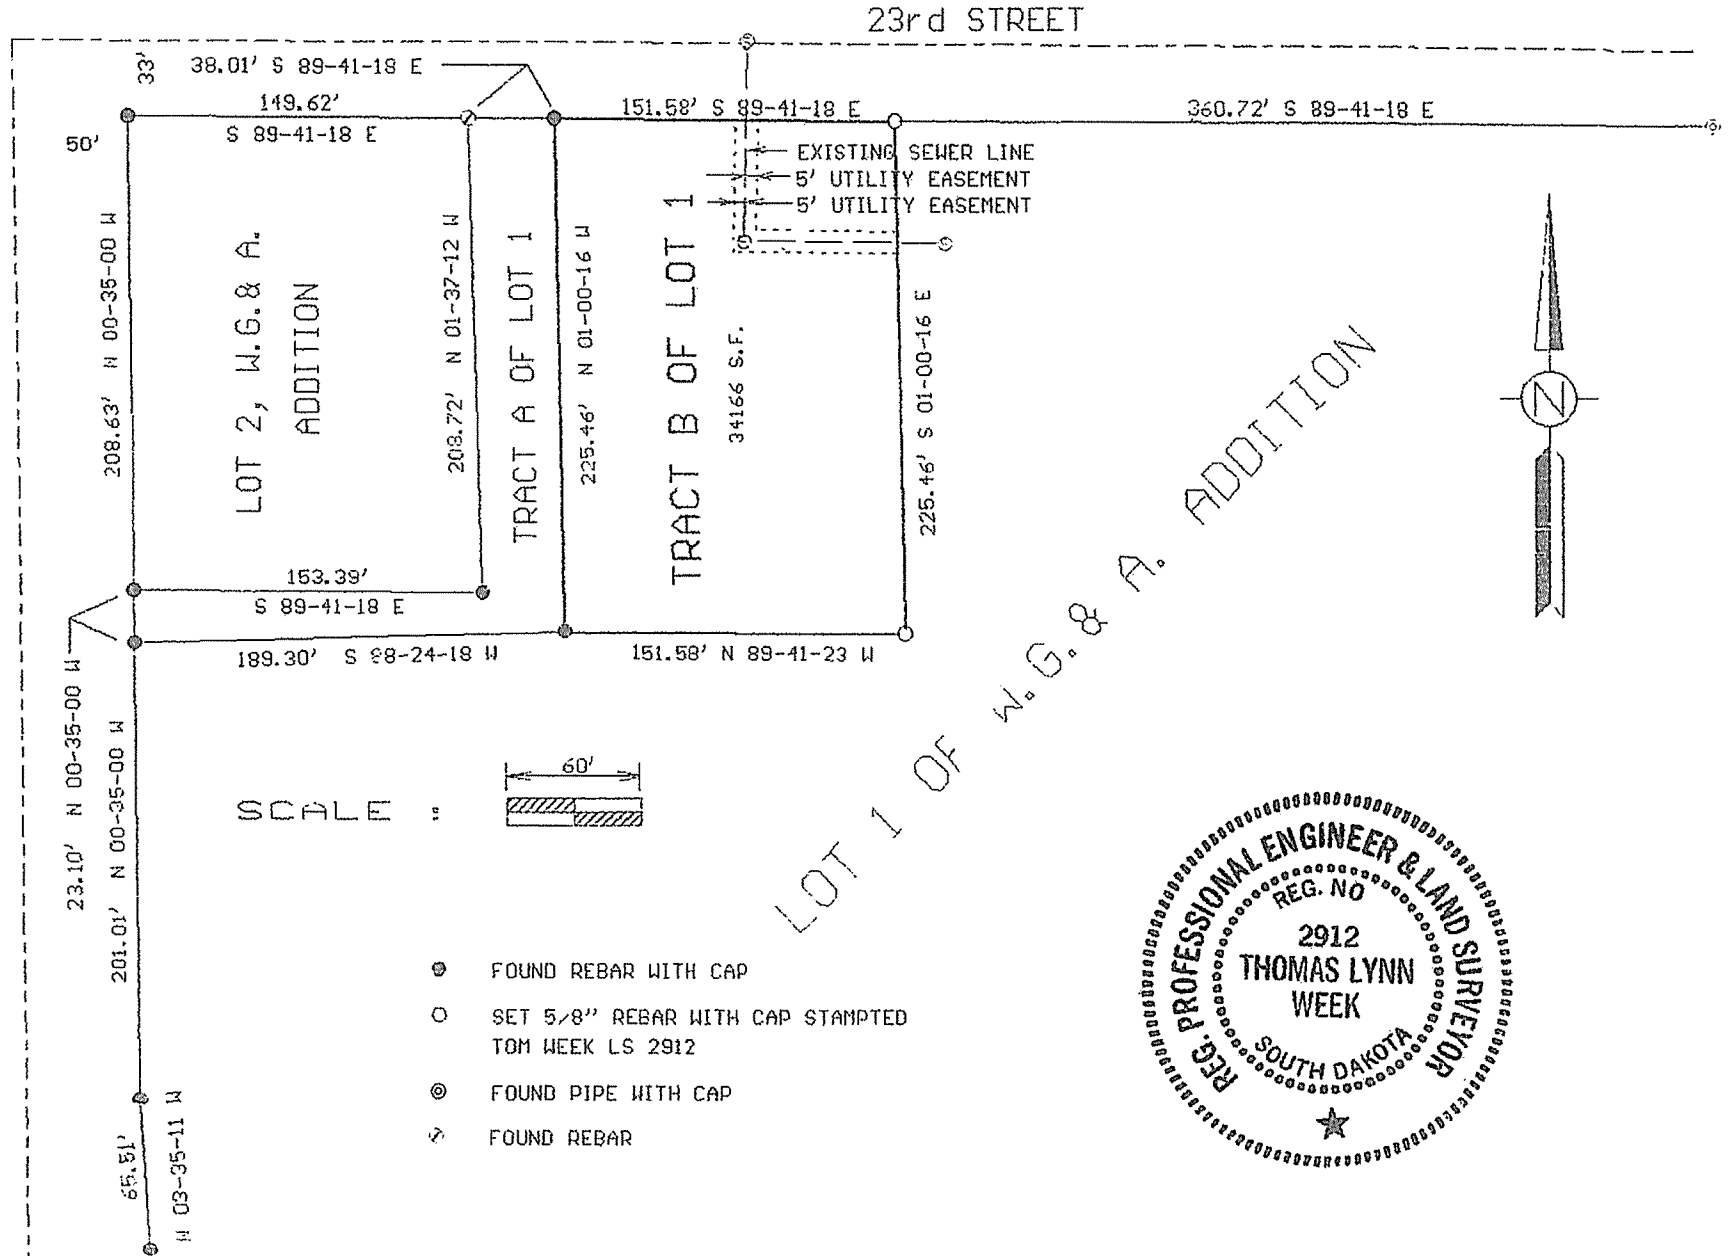 23rd STREET
33'
38.01' S 89-41-18 E
149.62'
S 89-41-18 E
151.58' S 89-41-18 E
360.72' S 89-41-18 E
50'
EXISTING SEWER LINE
5' UTILITY EASEMENT
5' UTILITY EASEMENT
208.63' N 00-35-00 W
LOT 2, W.G.& A.
ADDITION
208.72' N 01-37-12 W
TRACT A OF LOT 1
225.46' N 01-00-16 W
TRACT B OF LOT 1
34166 S.F.
225.46' S 01-00-16 E
LOT 1 OF W.G.& A. ADDITION
N
153.39'
S 89-41-18 E
189.30' S 88-24-18 W
151.58' N 89-41-23 W
23.10' N 00-35-00 W
201.01' N 00-35-00 W
SCALE :
60'
FOUND REBAR WITH CAP
SET 5/8" REBAR WITH CAP STAMPTED
TOM WEEK LS 2912
FOUND PIPE WITH CAP
FOUND REBAR
65.51'
N 03-35-11 W
REG. PROFESSIONAL ENGINEER & LAND SURVEYOR
REG. NO
2912
THOMAS LYNN
WEEK
SOUTH DAKOTA